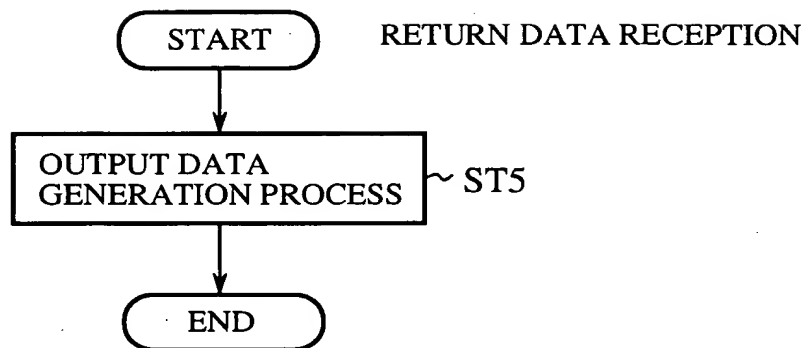 START
RETURN DATA RECEPTION
OUTPUT DATA
GENERATION PROCESS
ST5
END